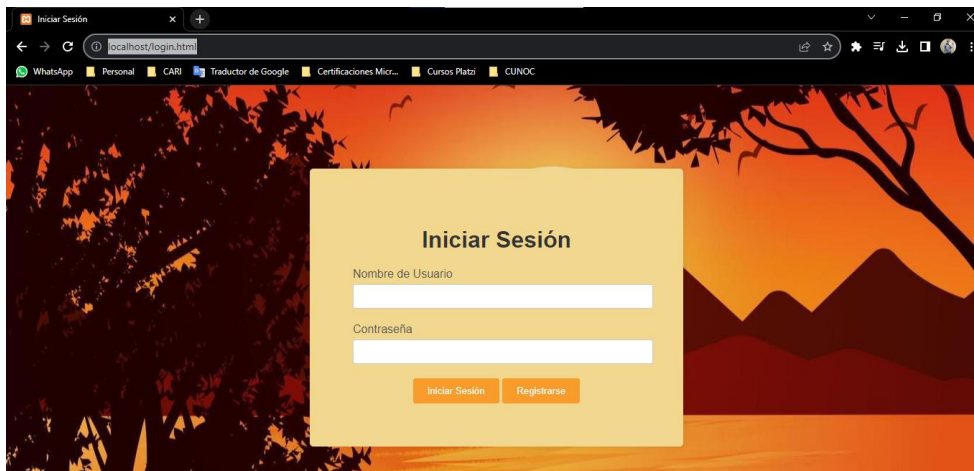 Iniciar Sesión
localhost/login.html
WhatsApp Personal CARI Traductor de Google Certificaciones Micr... Cursos Platzi CUNOC
Iniciar Sesión
Nombre de Usuario
Contraseña
Iniciar Sesión Registrarse